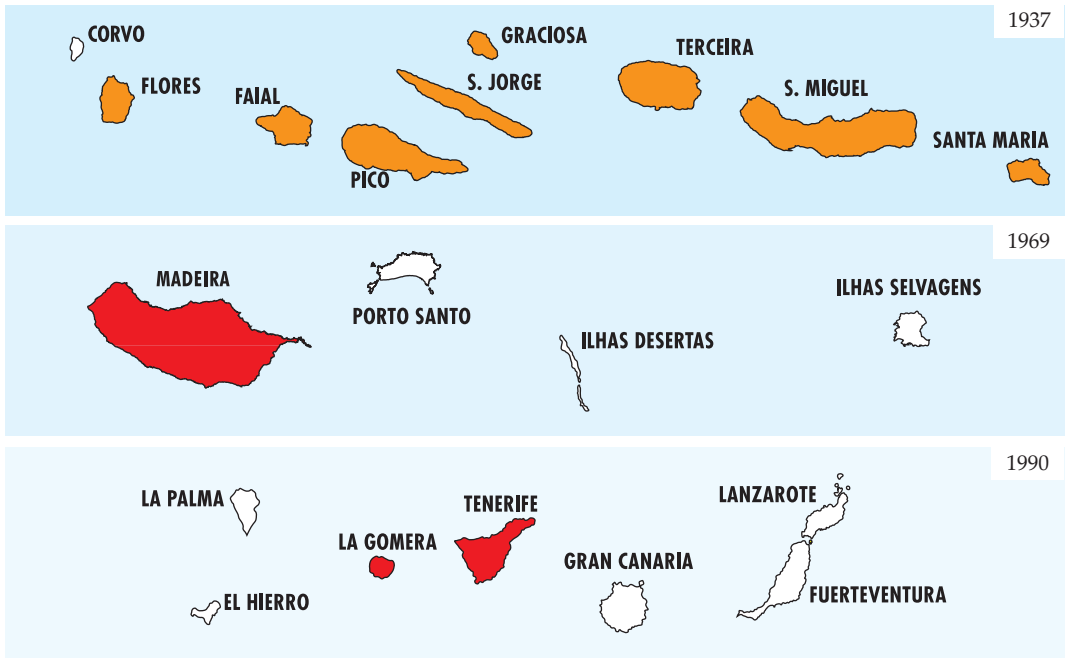 1937
CORVO
GRACIOSA
TERCEIRA
FLORES
S. JORGE
FAIAL
S. MIGUEL
SANTA MARIA
PICO
1969
MADEIRA
PORTO SANTO
ILHAS SELVAGENS
ILHAS DESERTAS
1990
LA PALMA
TENERIFE
LANZAROTE
LA GOMERA
GRAN CANARIA
EL HIERRO
FUERTEVENTURA